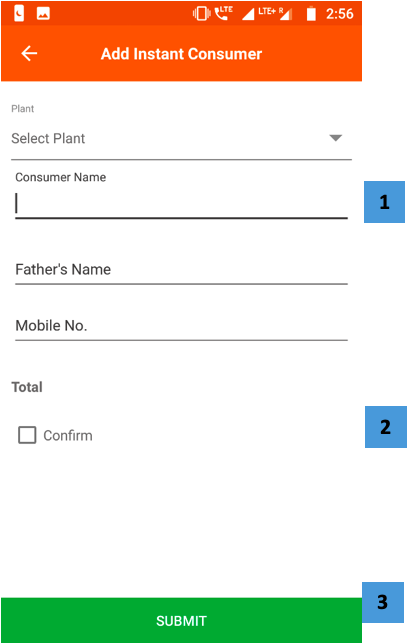 LTE LTE+ R 2:56
Add Instant Consumer
Plant
Select Plant
Consumer Name
1
Father's Name
Mobile No.
Total
Confirm
2
3
SUBMIT